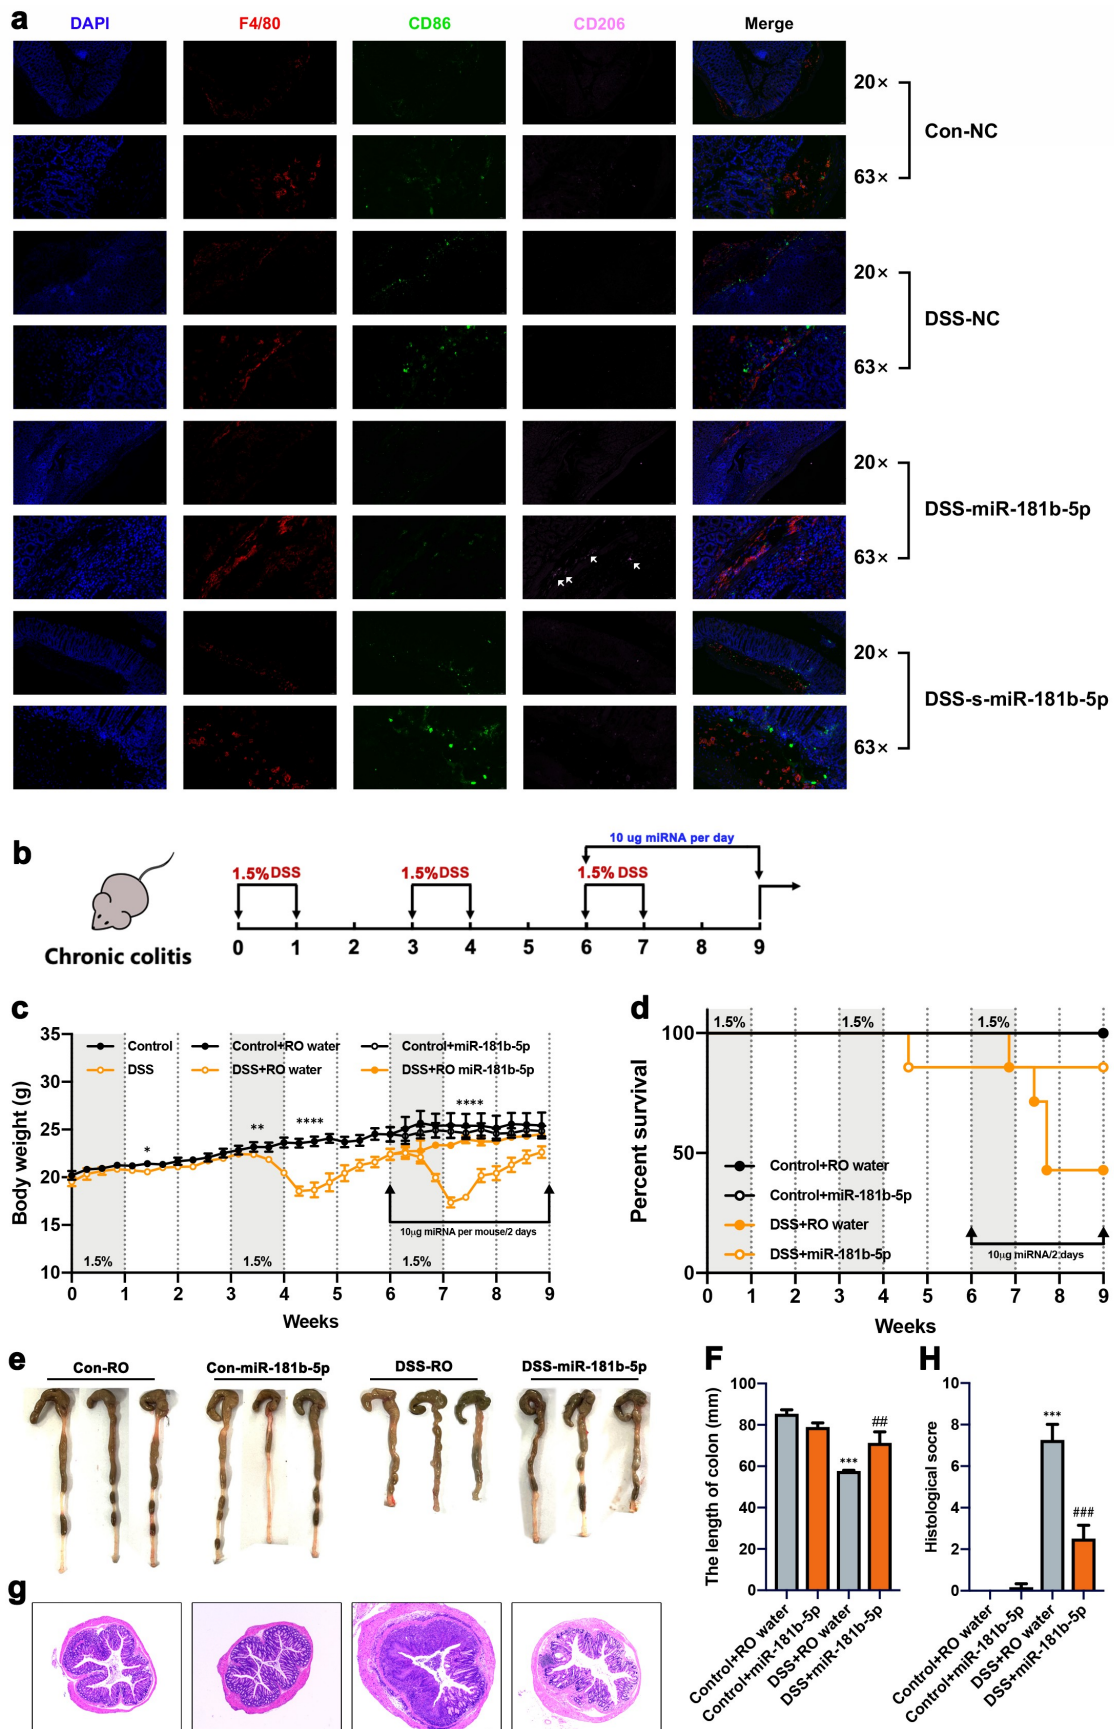 a
DAPI F4/80 CD86 CD206 Merge
20×
Con-NC
63×
20×
DSS-NC
63×
20×
DSS-miR-181b-5p
63×
20×
DSS-s-miR-181b-5p
63×
b
10 ug miRNA per day
1.5% DSS 1.5% DSS 1.5% DSS
0 1 2 3 4 5 6 7 8 9
Chronic colitis
c
Body weight (g)
35
30
25
20
15
10
Control Control+RO water Control+miR-181b-5p
DSS DSS+RO water DSS+RO miR-181b-5p
* ** **** ****
10µg miRNA per mouse/2 days
1.5% 1.5% 1.5%
0 1 2 3 4 5 6 7 8 9
Weeks
d
Percent survival
100
50
0
1.5% 1.5% 1.5%
Control+RO water
Control+miR-181b-5p
DSS+RO water
DSS+miR-181b-5p
10µg miRNA/2 days
0 1 2 3 4 5 6 7 8 9
Weeks
e
Con-RO Con-miR-181b-5p DSS-RO DSS-miR-181b-5p
F
The length of colon (mm)
100
80
60
40
20
0
***
##
Control+RO water
Control+miR-181b-5p
DSS+RO water
DSS+miR-181b-5p
H
Histological socre
10
8
6
4
2
0
***
###
Control+RO water
Control+miR-181b-5p
DSS+RO water
DSS+miR-181b-5p
g